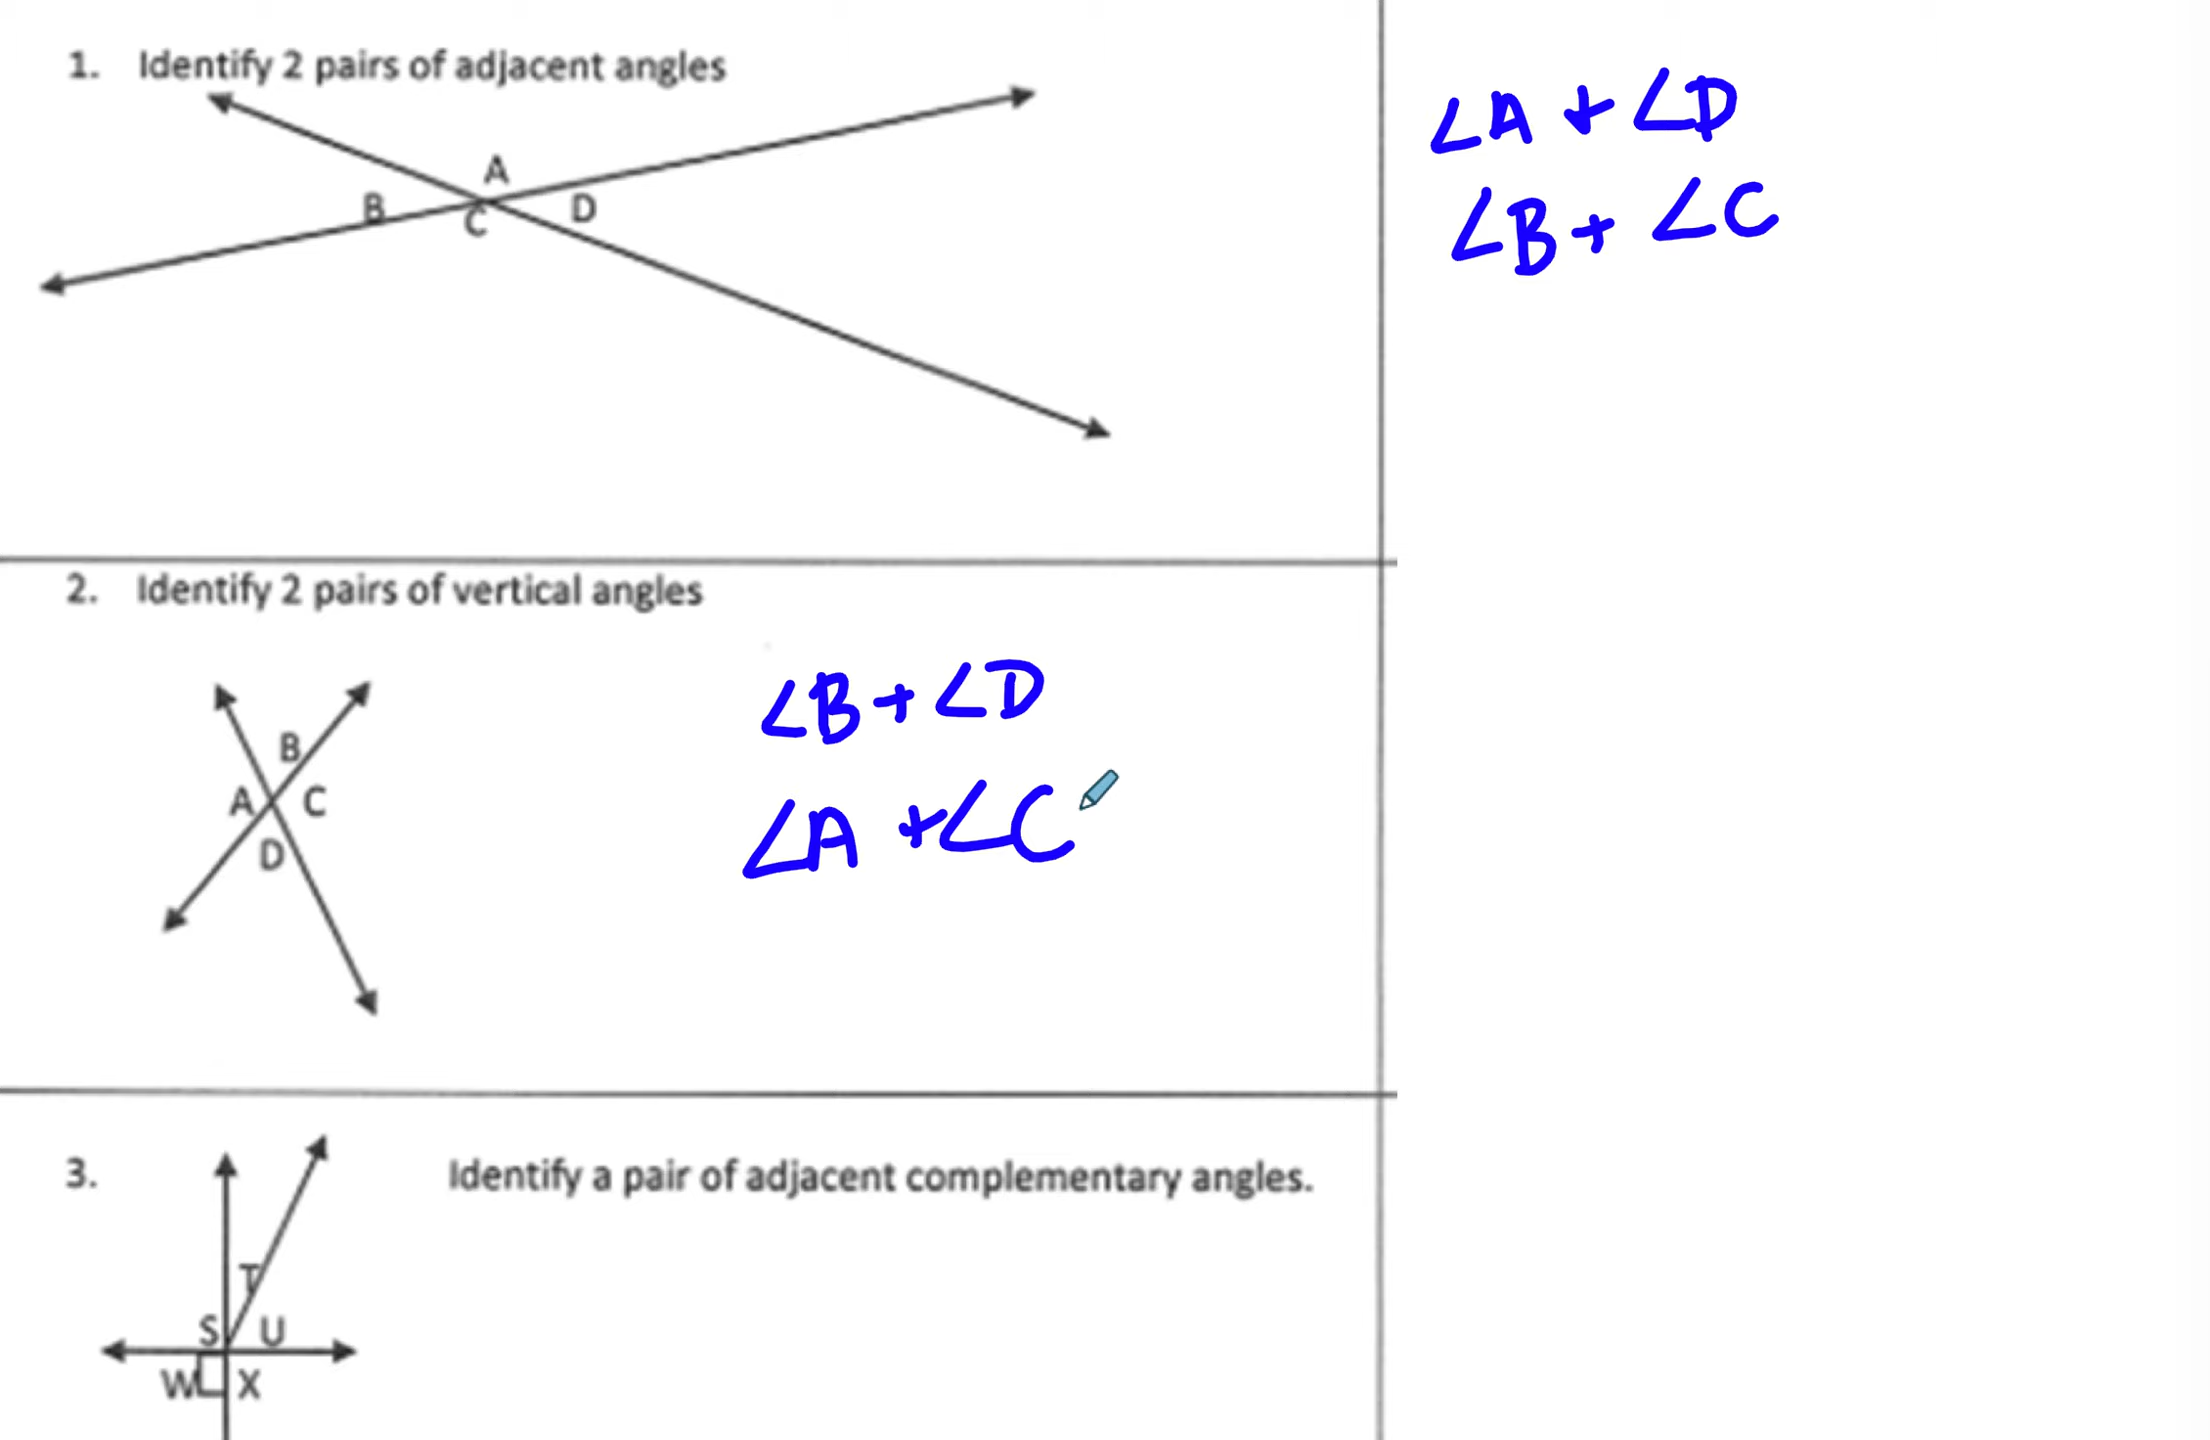 1. Identify 2 pairs of adjacent angles
A
B C D
∠A + ∠D
∠B + ∠C
2. Identify 2 pairs of vertical angles
B
A C
D
∠B + ∠D
∠A + ∠C
3. Identify a pair of adjacent complementary angles.
T
S U
W X